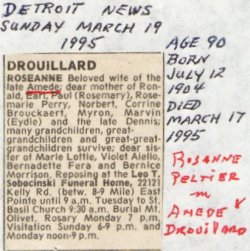 DETROIT NEWS
SUNDAY MARCH 19
1995
DROUILLARD
ROSEANNE Beloved wife of the
late Arnede; dear mother of Ron-
ald, Earl, Paul (Rosemary), Rose-
marie Perry, Norbert, Corrine
Brouckaert, Myron, Marvin
(Eydie) and the late Dennis;
many grandchildren, great-
grandchildren and great-great-
grandchildren survive; dear sis-
ter of Marie Lottie, Violet Aiello,
Bernadette Fera and Bernice
Morrison. Reposing at the Leo T.
Sobocinski Funeral Home, 22121
Kelly Rd. (betw. 8-9 Mile) East
Pointe until 9 a.m. Tuesday to St
Basil Church 9:30 a.m. Burial Mt.
Olivet. Rosary Monday 7 p.m.
Visitation Sunday 6-9 p.m. and
Monday noon-9 p.m.
AGE 90
BORN
JULY 12
1904
DIED
MARCH 17
1995
ROSANNE
PELTIER
m
AMEDE
DROUILLARD